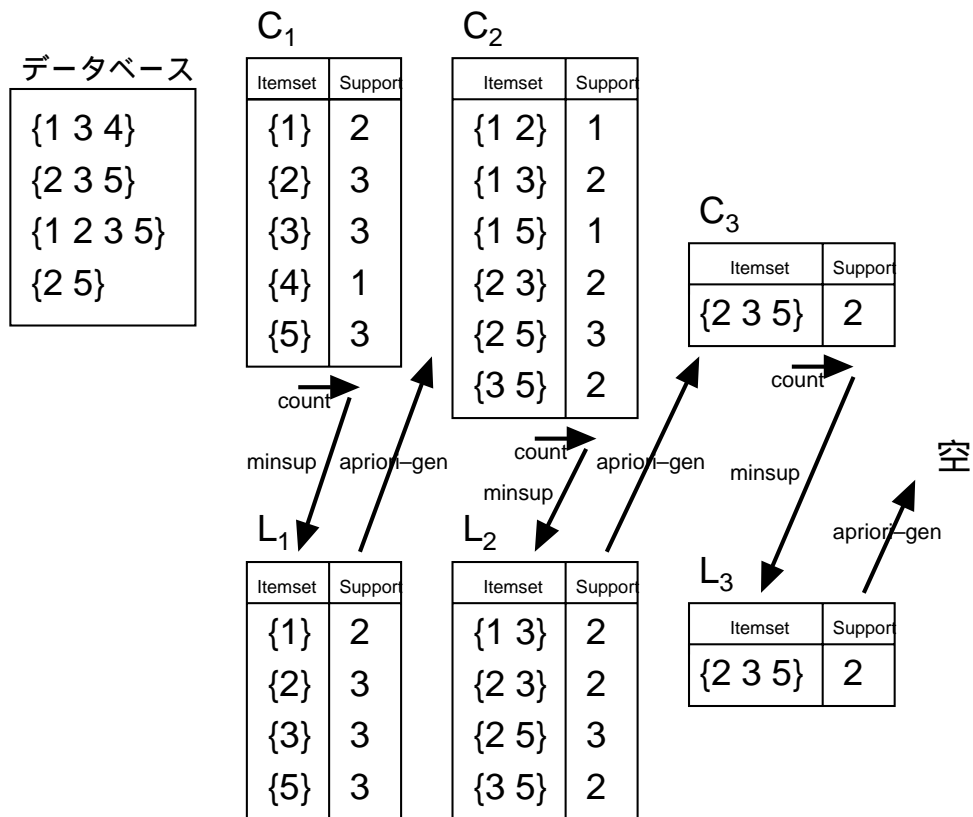 データベース
{1 3 4}
{2 3 5}
{1 2 3 5}
{2 5}
C1
Itemset Support
{1} 2
{2} 3
{3} 3
{4} 1
{5} 3
count
minsup
apriori–gen
L1
Itemset Support
{1} 2
{2} 3
{3} 3
{5} 3
C2
Itemset Support
{1 2} 1
{1 3} 2
{1 5} 1
{2 3} 2
{2 5} 3
{3 5} 2
count
minsup
apriori–gen
L2
Itemset Support
{1 3} 2
{2 3} 2
{2 5} 3
{3 5} 2
C3
Itemset Support
{2 3 5} 2
count
minsup
apriori–gen
空
L3
Itemset Support
{2 3 5} 2